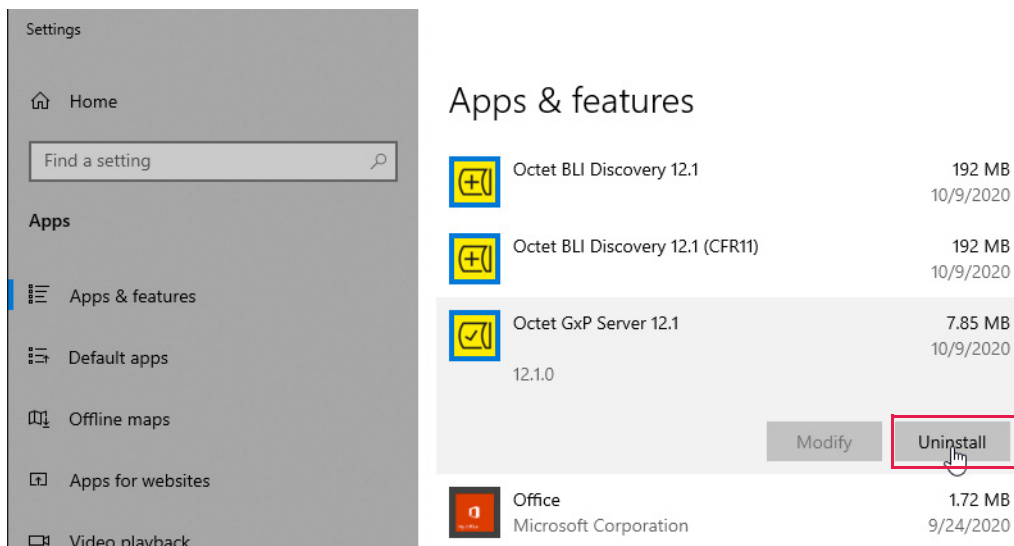 Settings
Home
Find a setting
Apps
Apps & features
Default apps
Offline maps
Apps for websites
Video playback
Apps & features
Octet BLI Discovery 12.1
192 MB
10/9/2020
Octet BLI Discovery 12.1 (CFR11)
192 MB
10/9/2020
Octet GxP Server 12.1
7.85 MB
10/9/2020
12.1.0
Modify
Uninstall
Office
1.72 MB
Microsoft Corporation
9/24/2020